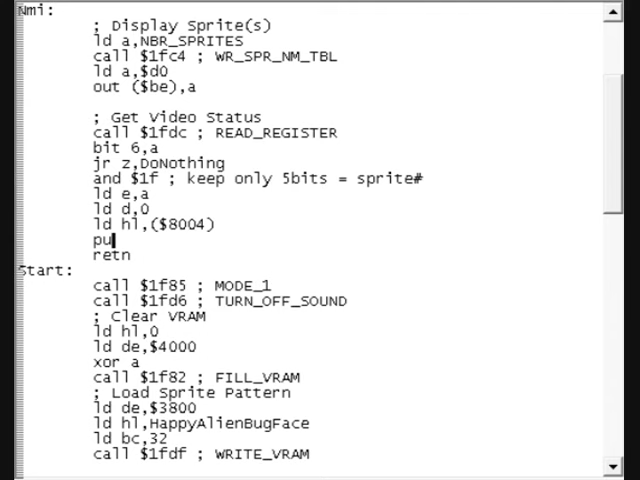 Nmi:
; Display Sprite(s)
ld a,NBR_SPRITES
call $1fc4 ; WR_SPR_NM_TBL
ld a,$d0
out ($be),a
; Get Video Status
call $1fdc ; READ_REGISTER
bit 6,a
jr z,DoNothing
and $1f ; keep only 5bits = sprite#
ld e,a
ld d,0
ld hl,($8004)
pu
retn
Start:
call $1f85 ; MODE_1
call $1fd6 ; TURN_OFF_SOUND
; Clear VRAM
ld hl,0
ld de,$4000
xor a
call $1f82 ; FILL_VRAM
; Load Sprite Pattern
ld de,$3800
ld hl,HappyAlienBugFace
ld bc,32
call $1fdf ; WRITE_VRAM